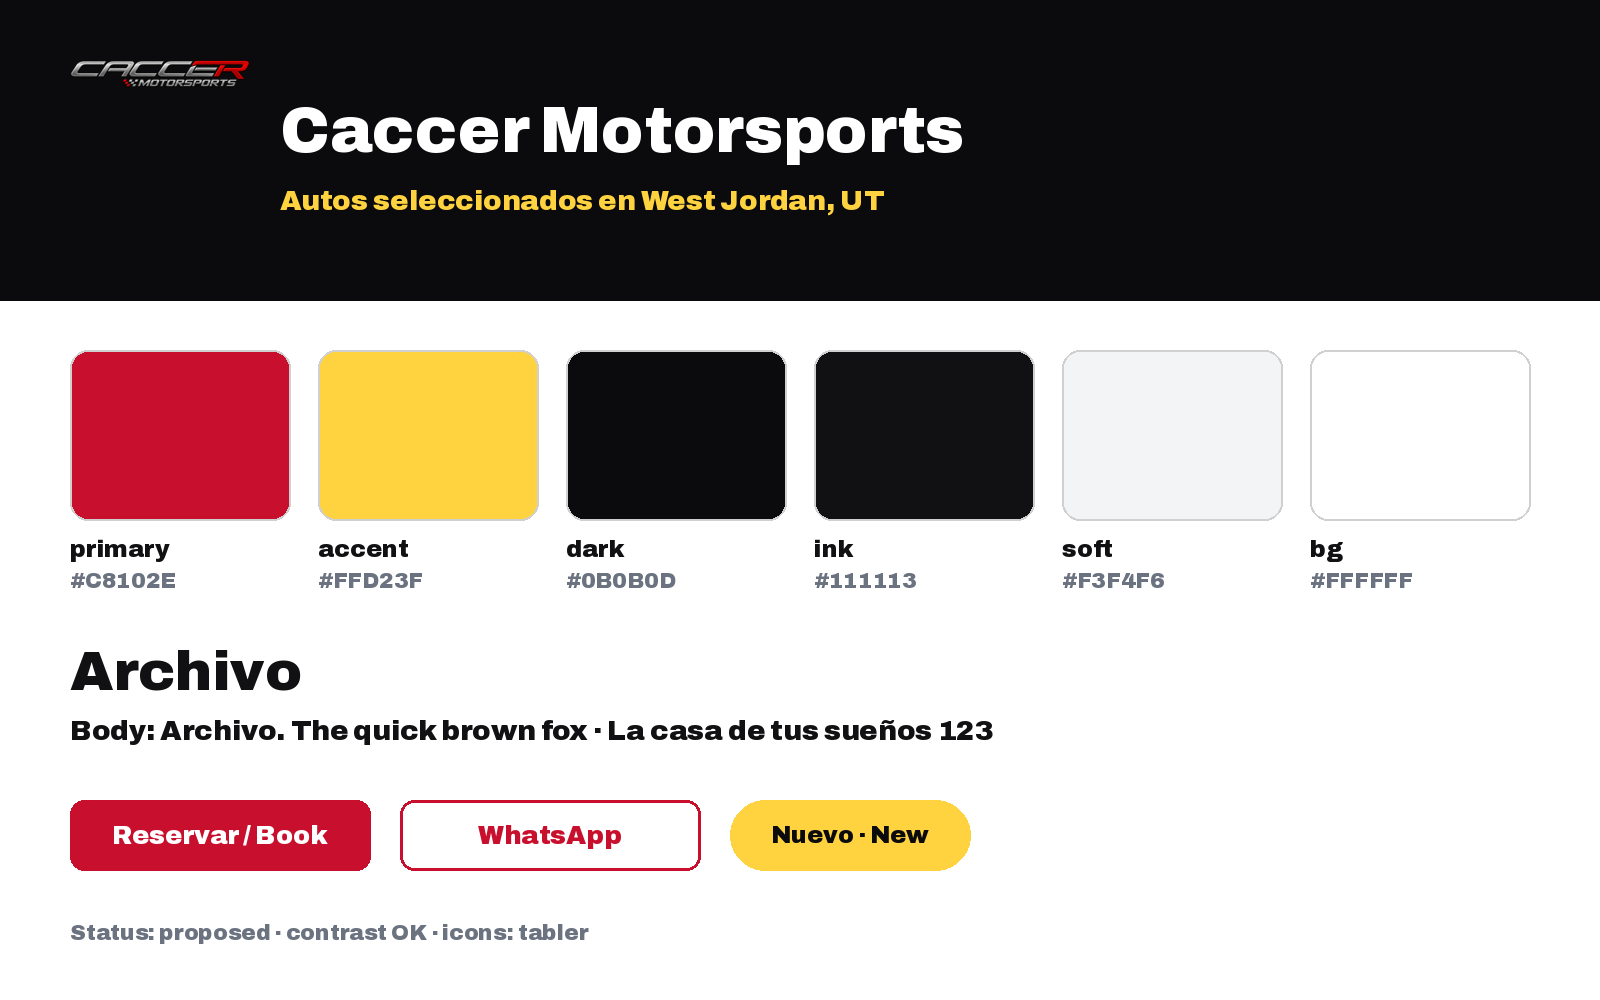 CACCER
MOTORSPORTS
Caccer Motorsports
Autos seleccionados en West Jordan, UT
primary
#C8102E
accent
#FFD23F
dark
#0B0B0D
ink
#111113
soft
#F3F4F6
bg
#FFFFFF
Archivo
Body: Archivo. The quick brown fox · La casa de tus sueños 123
Reservar / Book
WhatsApp
Nuevo · New
Status: proposed · contrast OK · icons: tabler